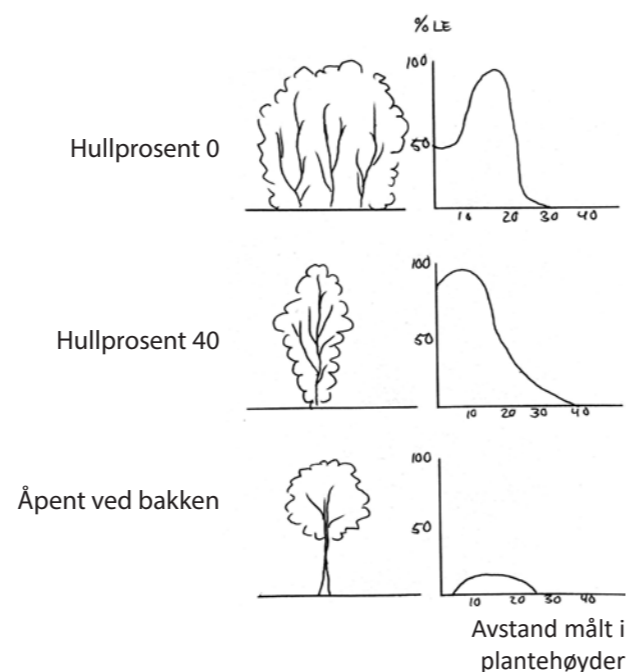 % LE
100
Hullprosent 0
50
10 20 30 40
100
Hullprosent 40
50
10 20 30 40
100
Åpent ved bakken
50
10 20 30 40
Avstand målt i
plantehøyder